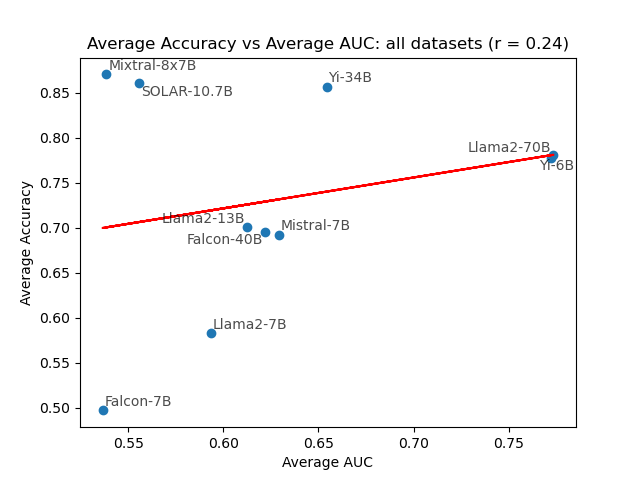 Average Accuracy vs Average AUC: all datasets (r = 0.24)
Mixtral-8x7B
SOLAR-10.7B
Yi-34B
Llama2-70B
Yi-6B
Llama2-13B
Mistral-7B
Falcon-40B
Llama2-7B
Falcon-7B
Average Accuracy
0.85
0.80
0.75
0.70
0.65
0.60
0.55
0.50
0.55
0.60
0.65
0.70
0.75
Average AUC